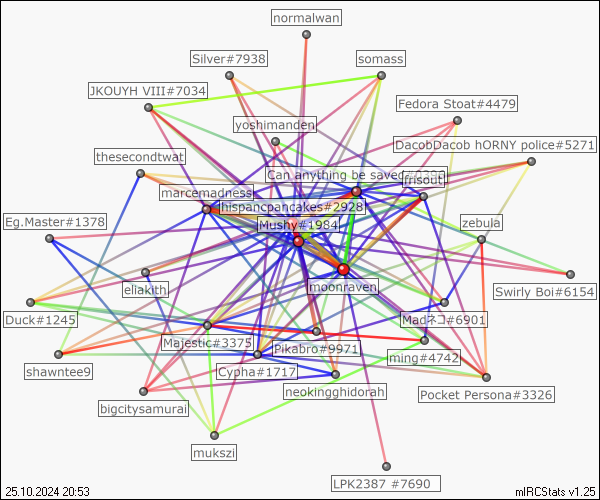 normalwan
Silver#7938
somass
JKOUYH VIII#7034
Fedora Stoat#4479
yoshimanden
DacobDacob hORNY police#5271
thesecondtwat
Can anything be saved
frisout
marcemadness
hispancpantakes#2928
Eg.Master#1378
Mushy#1984
zebula
eliakith
moonraven
Swirly Boi#6154
Duck#1245
Madネコ#6901
Majestic#3375
Pikabro#9971
ming#4742
shawntee9
Cypha#1717
neokingghidorah
Pocket Persona#3326
bigcitysamurai
mukszi
LPK2387 #7690
25.10.2024 20:53
mIRCStats v1.25